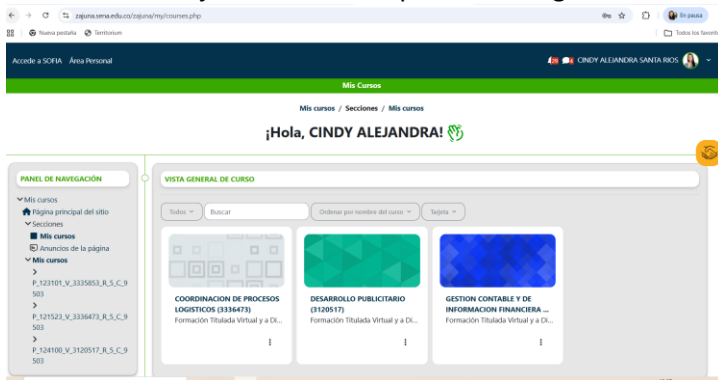 zajuna.sena.edu.co/zajuna/my/courses.php
En pausa
Nueva pestaña
Territorium
Todos los favorit
Accede a SOFIA Área Personal
CINDY ALEJANDRA SANTA RIOS
Mis Cursos
Mis cursos / Secciones / Mis cursos
¡Hola, CINDY ALEJANDRA!
PANEL DE NAVEGACIÓN
Mis cursos
Página principal del sitio
Secciones
Mis cursos
Anuncios de la página
Mis cursos
P_123101_V_3335853_R_5_C_9
503
P_121523_V_3336473_R_5_C_9
503
P_124100_V_3120517_R_5_C_9
503
VISTA GENERAL DE CURSO
Todos
Buscar
Ordenar por nombre del curso
Tarjeta
COORDINACION DE PROCESOS
LOGISTICOS (3336473)
Formación Titulada Virtual y a Di...
DESARROLLO PUBLICITARIO
(3120517)
Formación Titulada Virtual y a Di...
GESTION CONTABLE Y DE
INFORMACION FINANCIERA ...
Formación Titulada Virtual y a Di...